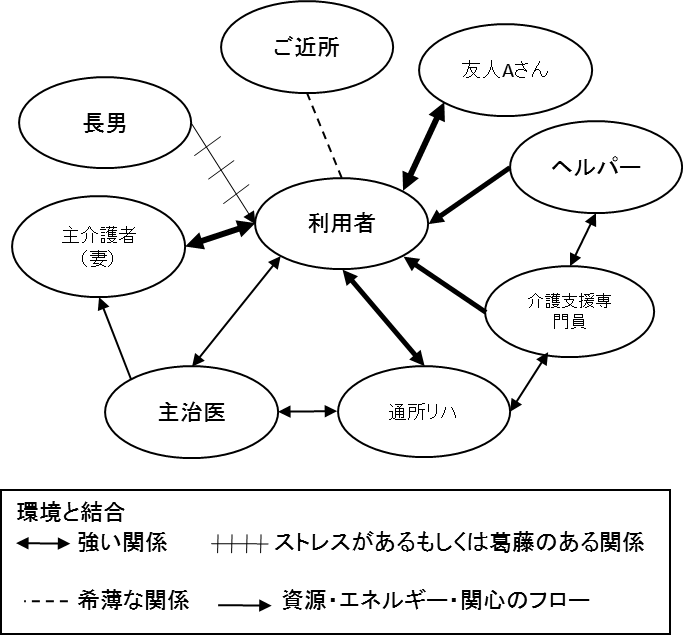 ご近所
友人Aさん
長男
ヘルパー
利用者
主介護者
（妻）
介護支援専
門員
主治医
通所リハ
環境と結合
強い関係
ストレスがあるもしくは葛藤のある関係
希薄な関係
資源・エネルギー・関心のフロー